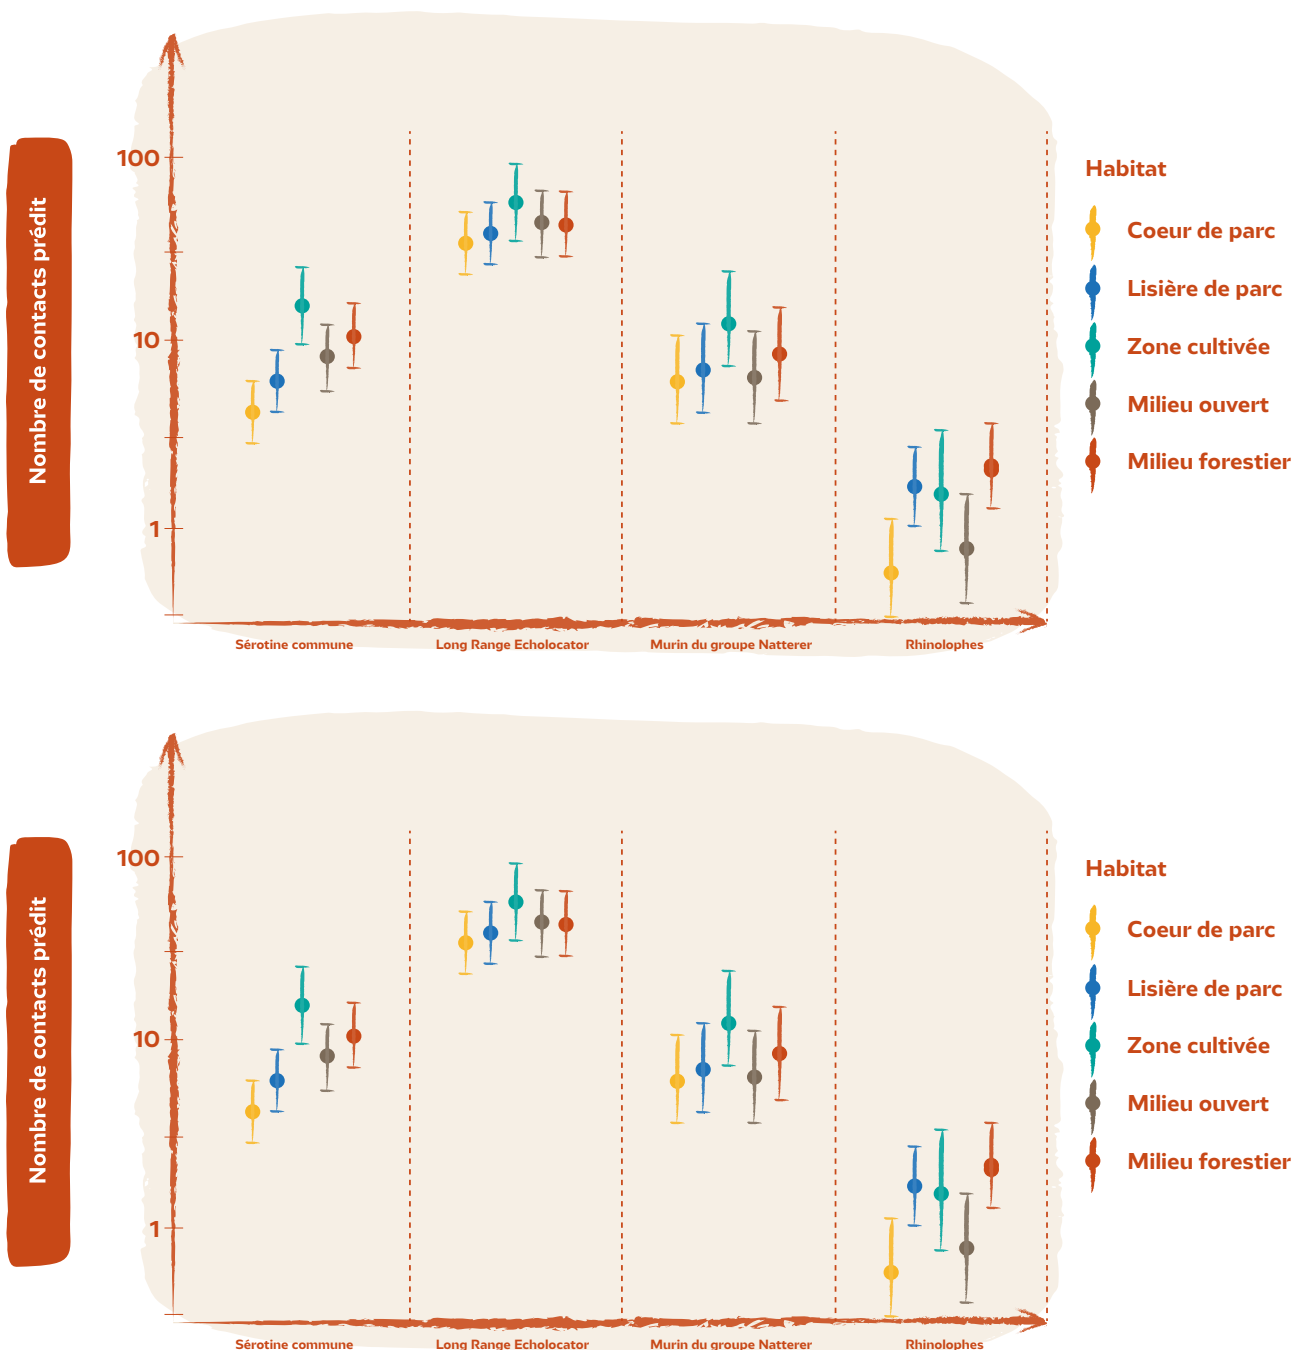 Nombre de contacts prédit
100
10
1
Sérotine commune
Long Range Echolocator
Murin du groupe Natterer
Rhinolophes
Habitat
Coeur de parc
Lisière de parc
Zone cultivée
Milieu ouvert
Milieu forestier
Nombre de contacts prédit
100
10
1
Sérotine commune
Long Range Echolocator
Murin du groupe Natterer
Rhinolophes
Habitat
Coeur de parc
Lisière de parc
Zone cultivée
Milieu ouvert
Milieu forestier